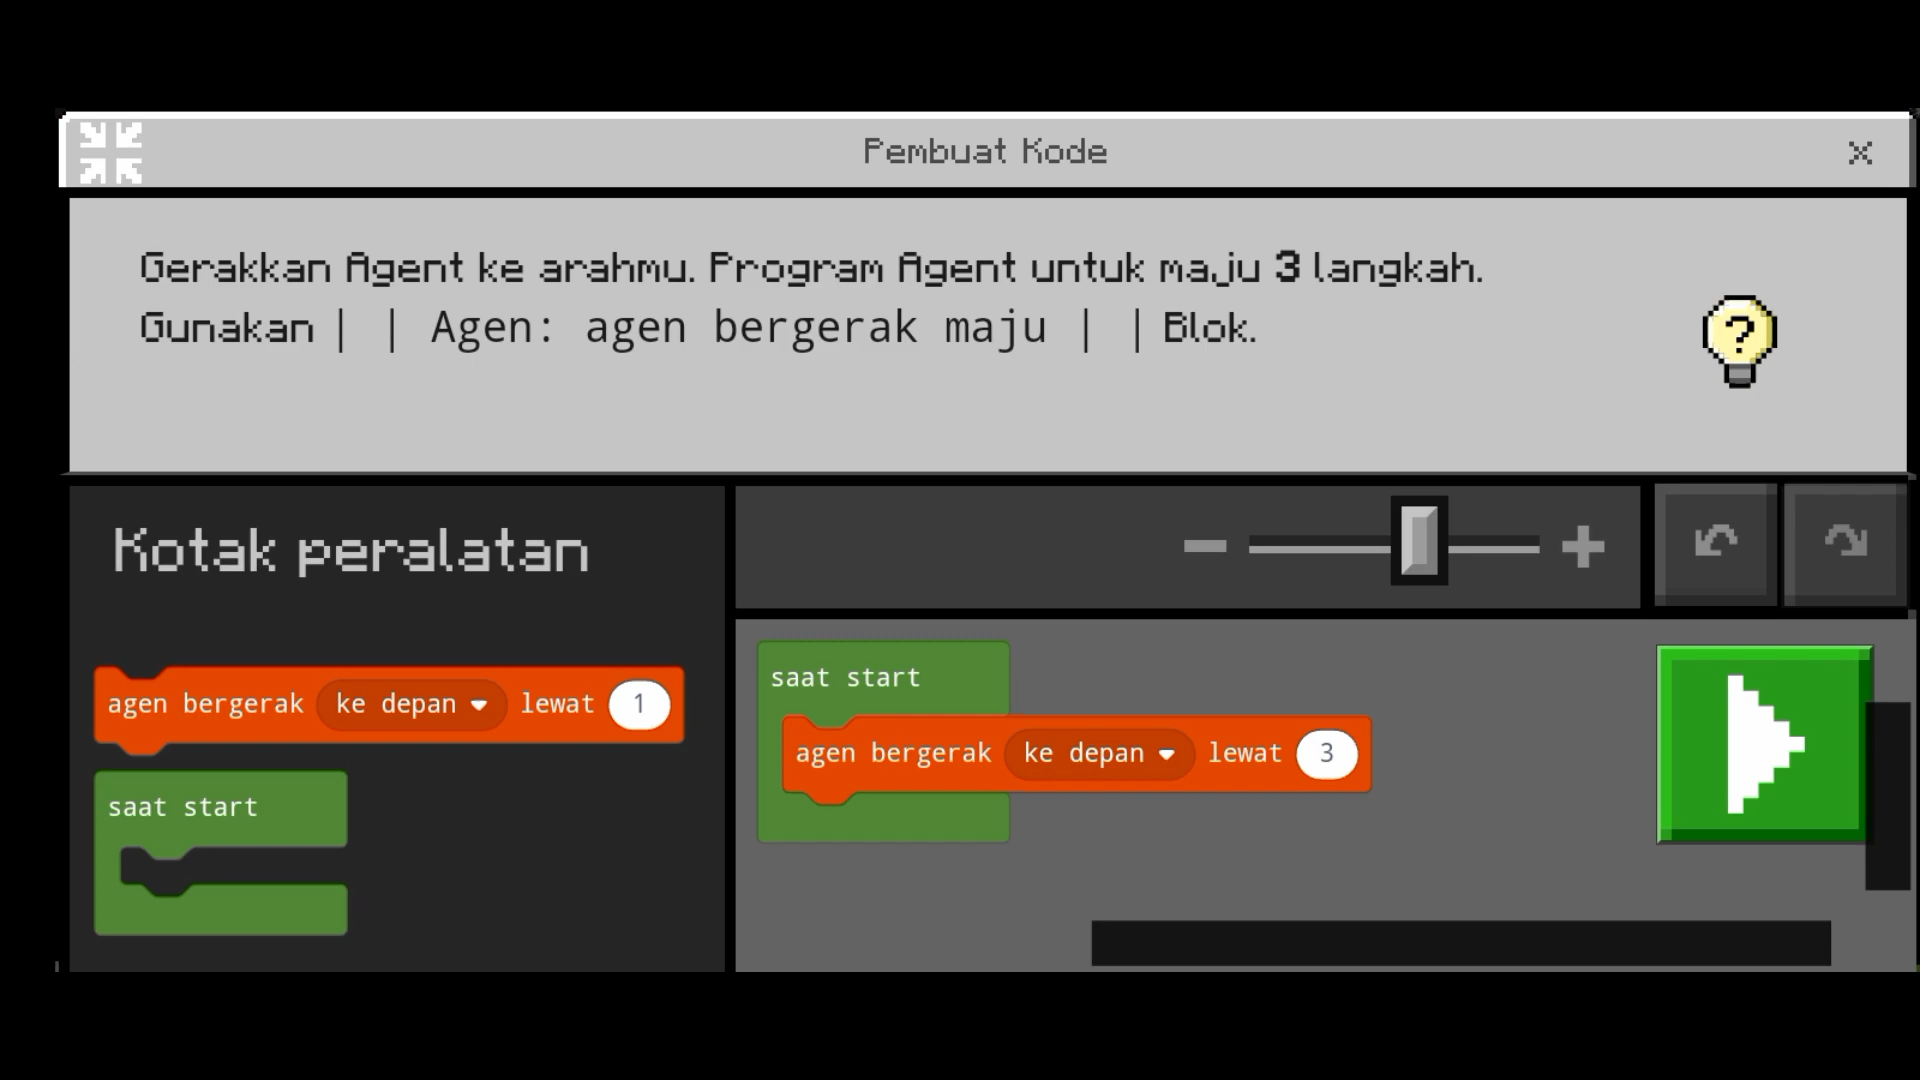 Pembuat Kode
Gerakkan Agent ke arahmu. Program Agent untuk maju 3 langkah.
Gunakan | | Agen: agen bergerak maju | | Blok.
Kotak peralatan
agen bergerak ke depan lewat 1
saat start
saat start
agen bergerak ke depan lewat 3